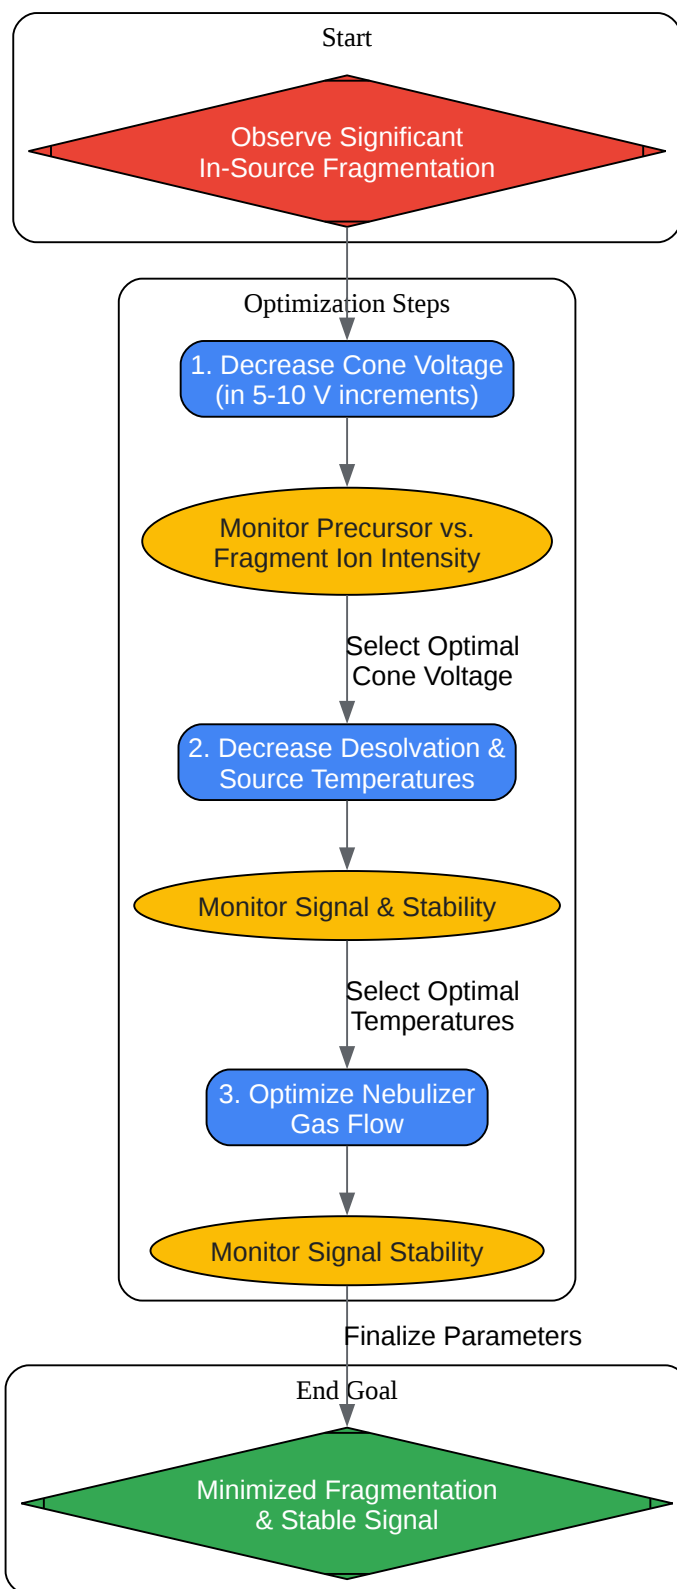 Start
Observe Significant
In-Source Fragmentation
Optimization Steps
1. Decrease Cone Voltage
(in 5-10 V increments)
Monitor Precursor vs.
Fragment Ion Intensity
Select Optimal
Cone Voltage
2. Decrease Desolvation &
Source Temperatures
Monitor Signal & Stability
Select Optimal
Temperatures
3. Optimize Nebulizer
Gas Flow
Monitor Signal Stability
Finalize Parameters
End Goal
Minimized Fragmentation
& Stable Signal